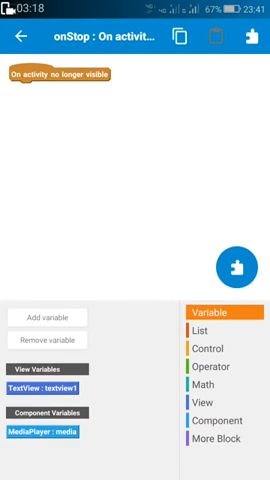 03:18
67% 23:41
onStop : On activit...
On activity no longer visible
Add variable
Remove variable
View Variables
TextView : textview1
Component Variables
MediaPlayer : media
Variable
List
Control
Operator
Math
View
Component
More Block